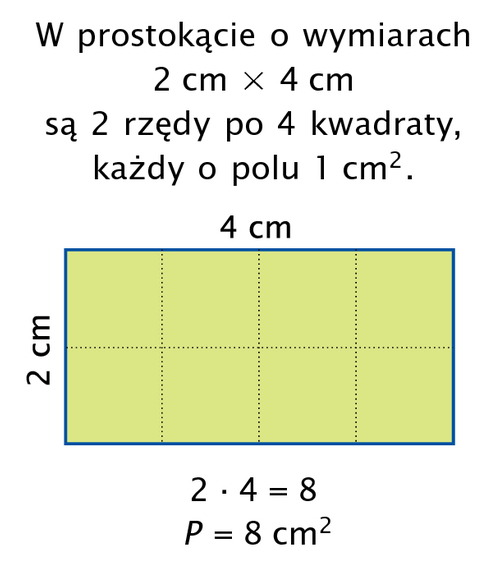 W prostokącie o wymiarach
2 cm × 4 cm
są 2 rzędy po 4 kwadraty,
każdy o polu 1 cm².
4 cm
2 cm
2 · 4 = 8
P = 8 cm²